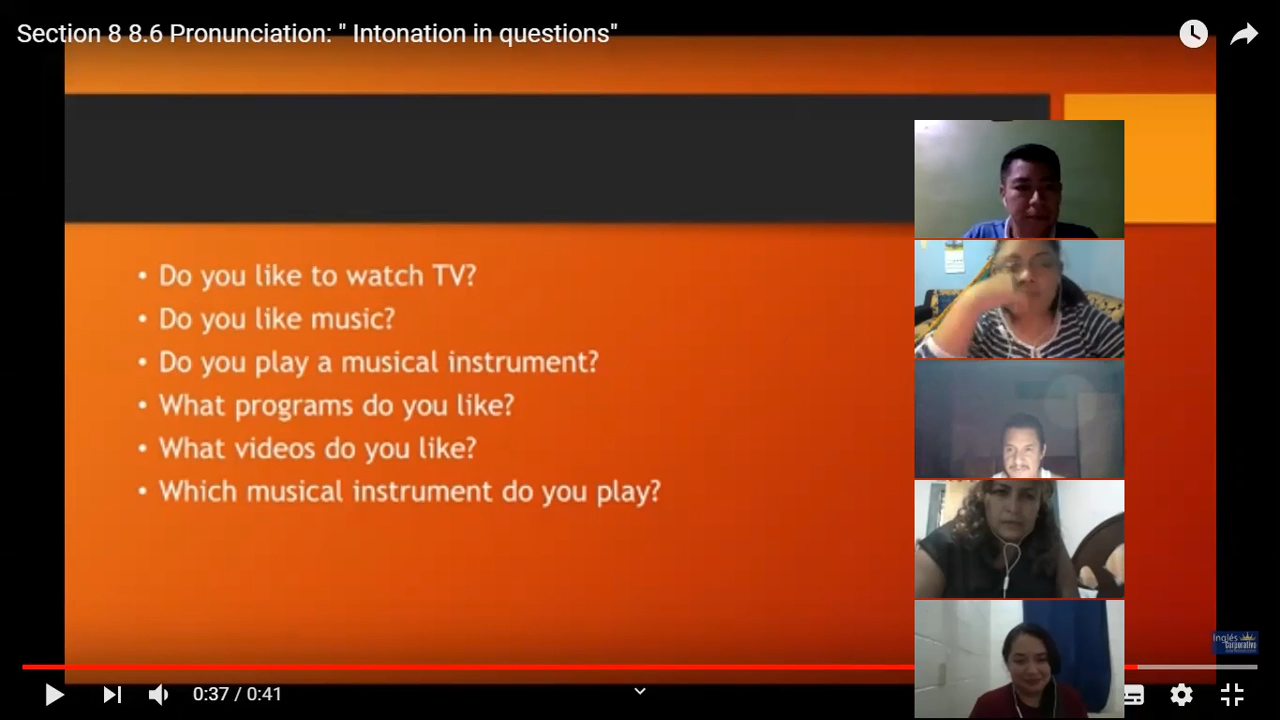 Section 8 8.6 Pronunciation: " Intonation in questions"
• Do you like to watch TV?
• Do you like music?
• Do you play a musical instrument?
• What programs do you like?
• What videos do you like?
• Which musical instrument do you play?
Inglés
Corporativo
0:37 / 0:41